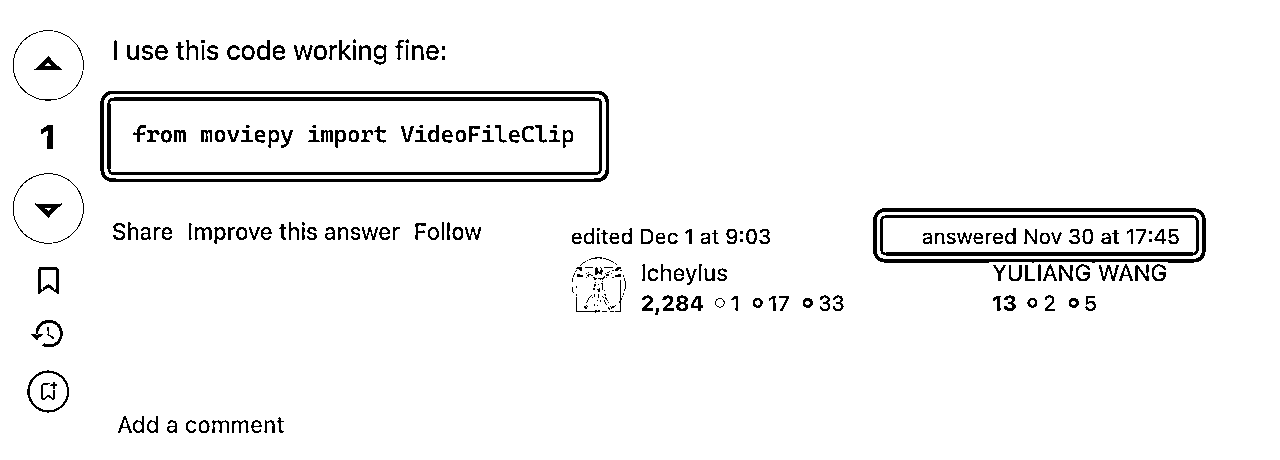 I use this code working fine:
1
from moviepy import VideoFileClip
Share Improve this answer Follow
edited Dec 1 at 9:03
lcheylus
2,284 1 17 33
answered Nov 30 at 17:45
YULIANG WANG
13 2 5
Add a comment